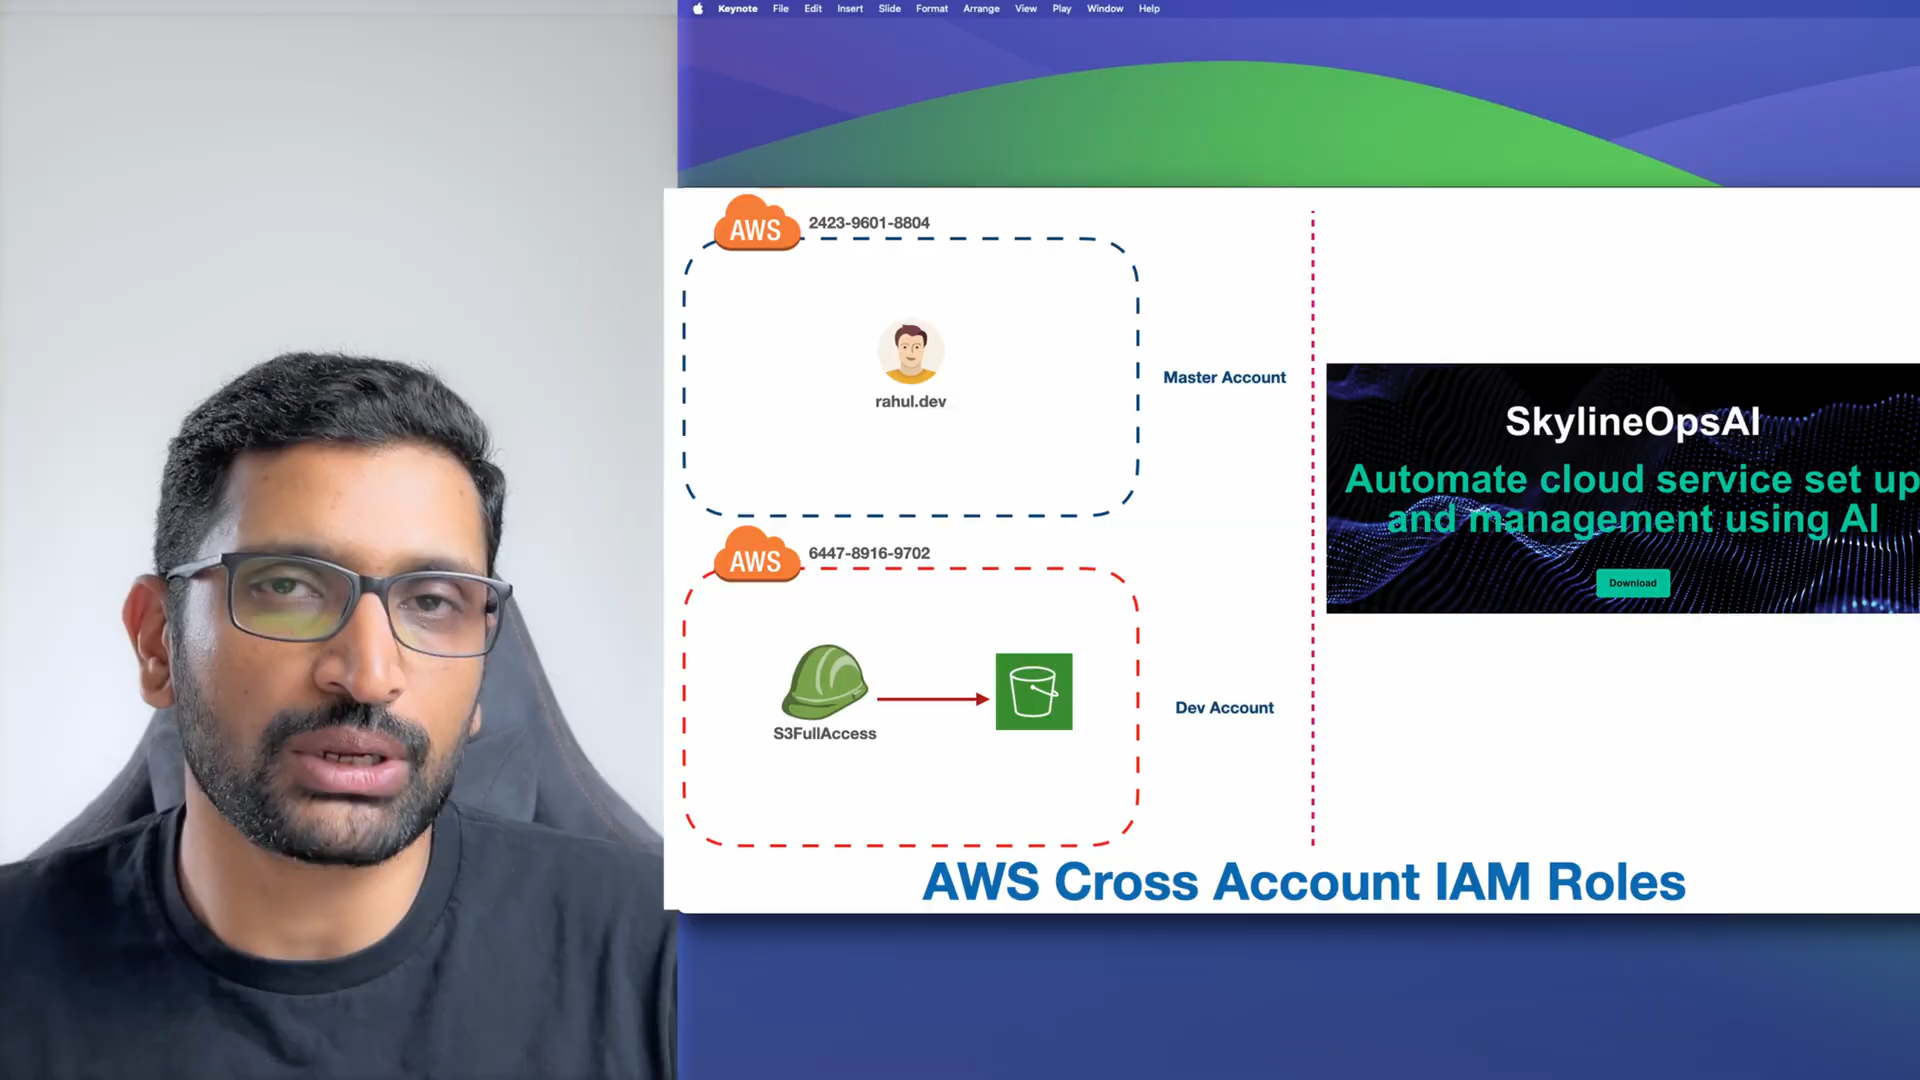 Keynote File Edit Insert Slide Format Arrange View Play Window Help
AWS 2423-9601-8804
rahul.dev
Master Account
AWS 6447-8916-9702
S3FullAccess
Dev Account
SkylineOpsAI
Automate cloud service set up
and management using AI
Download
AWS Cross Account IAM Roles